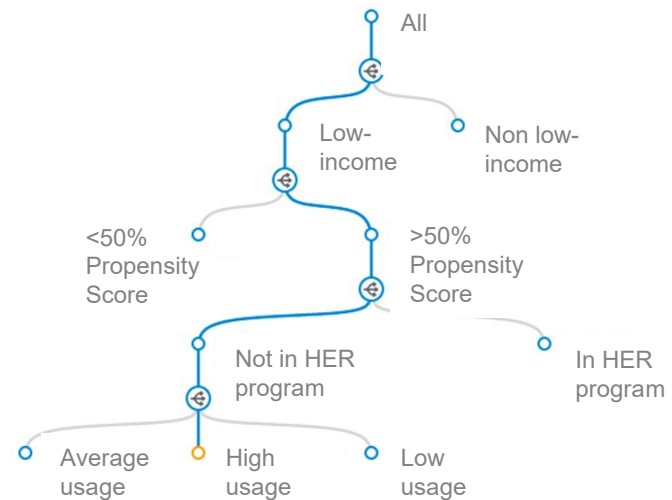 All
Low-
income
Non low-
income
<50%
Propensity
Score
>50%
Propensity
Score
Not in HER
program
In HER
program
Average
usage
High
usage
Low
usage